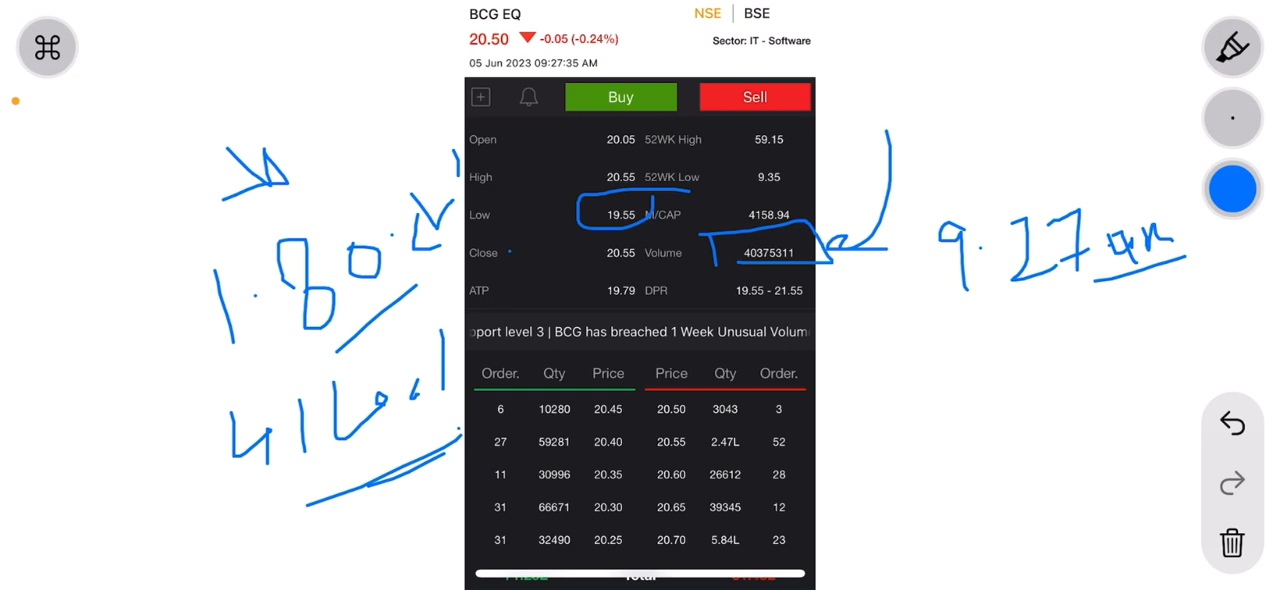 BCG EQ NSE | BSE
20.50 ▼ -0.05 (-0.24%) Sector: IT - Software
05 Jun 2023 09:27:35 AM
Buy Sell
Open 20.05 52WK High 59.15
High 20.55 52WK Low 9.35
Low 19.55 M/CAP 4158.94
Close 20.55 Volume 40375311
ATP 19.79 DPR 19.55 - 21.55
pport level 3 | BCG has breached 1 Week Unusual Volum
Order. Qty Price Price Qty Order.
6 10280 20.45 20.50 3043 3
27 59281 20.40 20.55 2.47L 52
11 30996 20.35 20.60 26612 28
31 66671 20.30 20.65 39345 12
31 32490 20.25 20.70 5.84L 23
Total
1.80
9.27 am